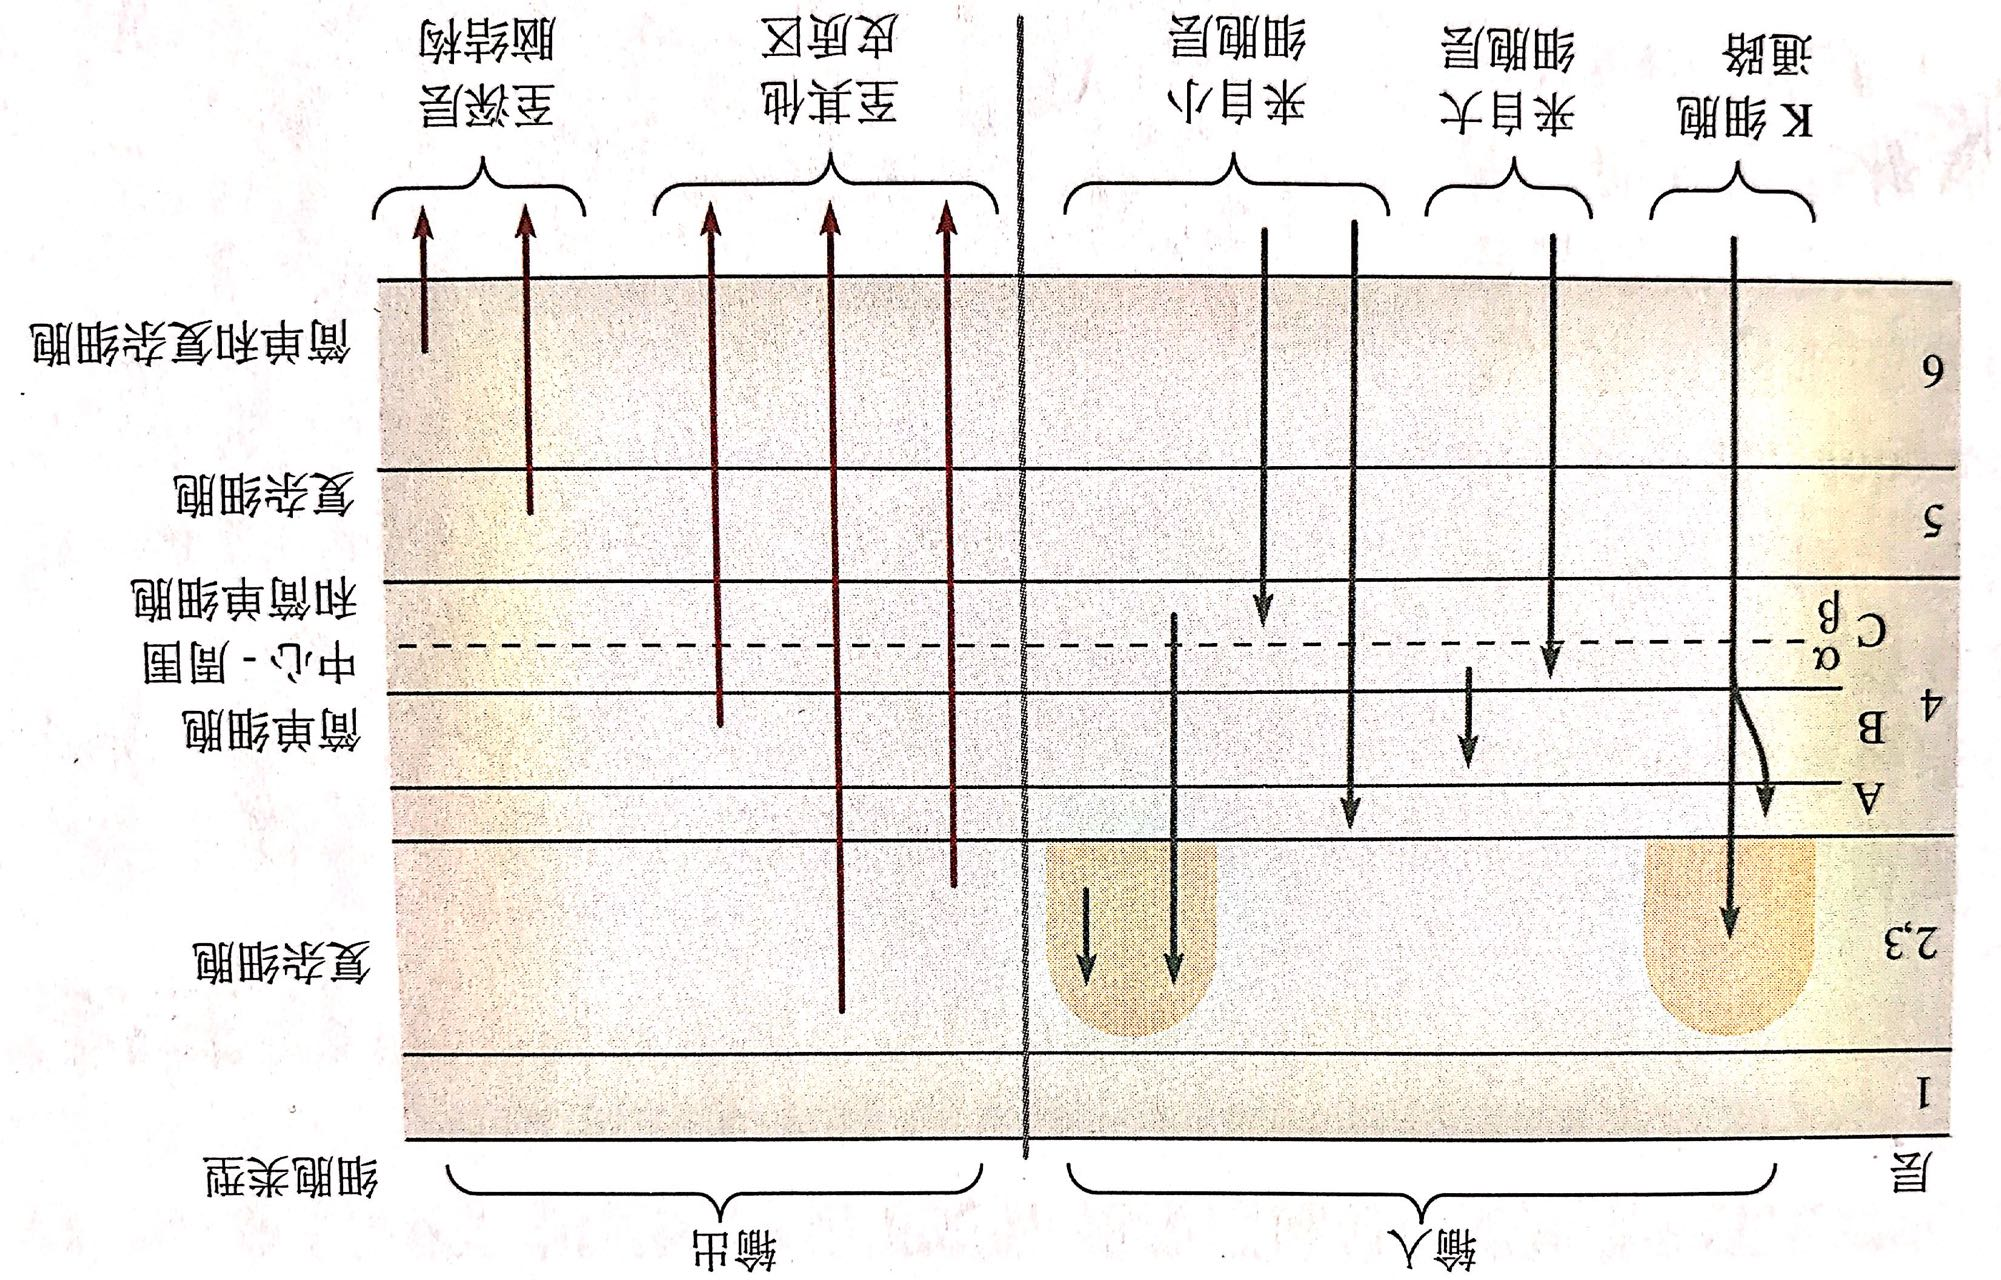 输入
输出
层
细胞类型
1
2,3
复杂细胞
4
A
B
简单细胞
C
α
β
中心 - 周围
和简单细胞
5
复杂细胞
6
简单和复杂细胞
K 细胞
通路
来自大
细胞层
来自小
细胞层
至其他
皮质区
至深层
脑结构